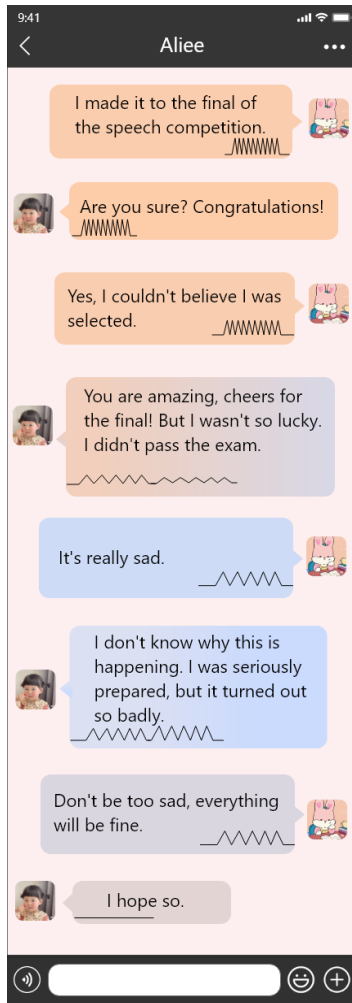 9:41
Aliee
I made it to the final of
the speech competition.
Are you sure? Congratulations!
Yes, I couldn't believe I was
selected.
You are amazing, cheers for
the final! But I wasn't so lucky.
I didn't pass the exam.
It's really sad.
I don't know why this is
happening. I was seriously
prepared, but it turned out
so badly.
Don't be too sad, everything
will be fine.
I hope so.